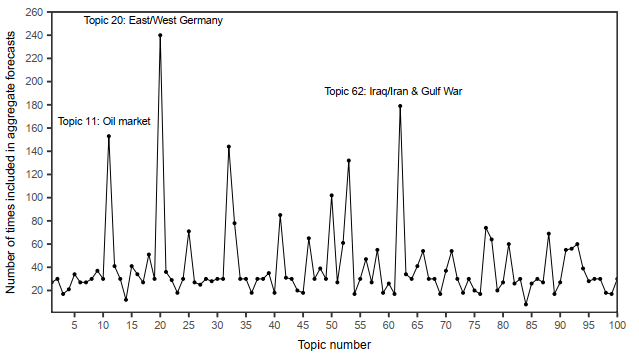 260
240
220
200
180
160
140
120
100
80
60
40
20
Number of times included in aggregate forecasts
Topic 20: East/West Germany
Topic 62: Iraq/Iran & Gulf War
Topic 11: Oil market
5 10 15 20 25 30 35 40 45 50 55 60 65 70 75 80 85 90 95 100
Topic number